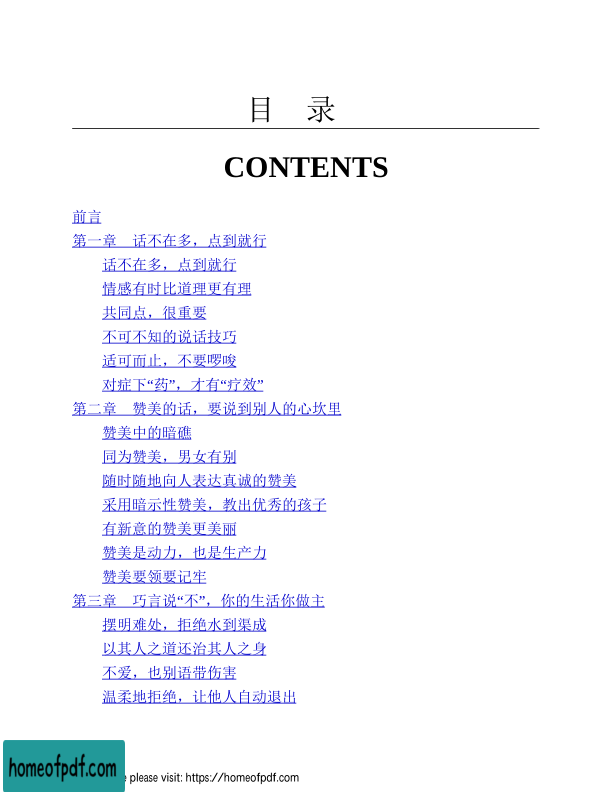 目 录
CONTENTS
前言
第一章 话不在多，点到就行
话不在多，点到就行
情感有时比道理更有理
共同点，很重要
不可不知的说话技巧
适可而止，不要啰唆
对症下“药”，才有“疗效”
第二章 赞美的话，要说到别人的心坎里
赞美中的暗礁
同为赞美，男女有别
随时随地向人表达真诚的赞美
采用暗示性赞美，教出优秀的孩子
有新意的赞美更美丽
赞美是动力，也是生产力
赞美要领要记牢
第三章 巧言说“不”，你的生活你做主
摆明难处，拒绝水到渠成
以其人之道还治其人之身
不爱，也别语带伤害
温柔地拒绝，让他人自动退出
homeofpdf.com
please visit: https://homeofpdf.com